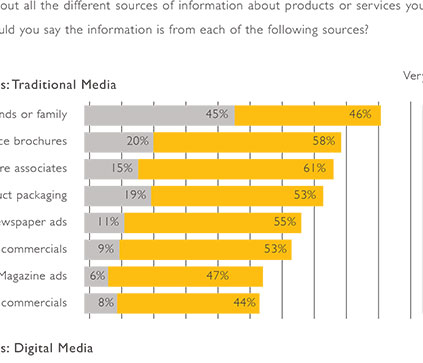 out all the different sources of information about products or services you
uld you say the information is from each of the following sources?
Very
s: Traditional Media
nds or family 45% 46%
ce brochures 20% 58%
re associates 15% 61%
uct packaging 19% 53%
ewspaper ads 11% 55%
commercials 9% 53%
Magazine ads 6% 47%
commercials 8% 44%
s: Digital Media